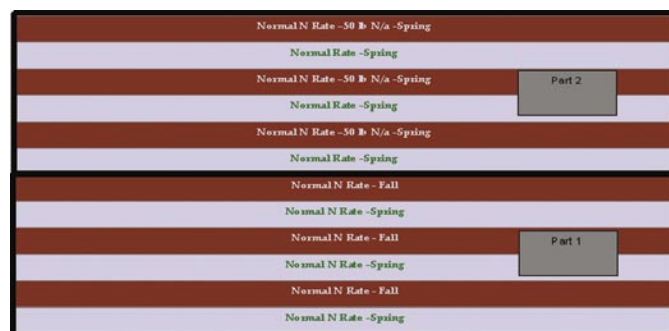 Normal N Rate -50 lb N/a -Spring
Normal Rate -Spring
Normal N Rate -50 lb N/a -Spring
Part 2
Normal Rate -Spring
Normal N Rate -50 lb N/a -Spring
Normal Rate -Spring
Normal N Rate - Fall
Normal N Rate -Spring
Normal N Rate - Fall
Part 1
Normal N Rate -Spring
Normal N Rate - Fall
Normal N Rate -Spring